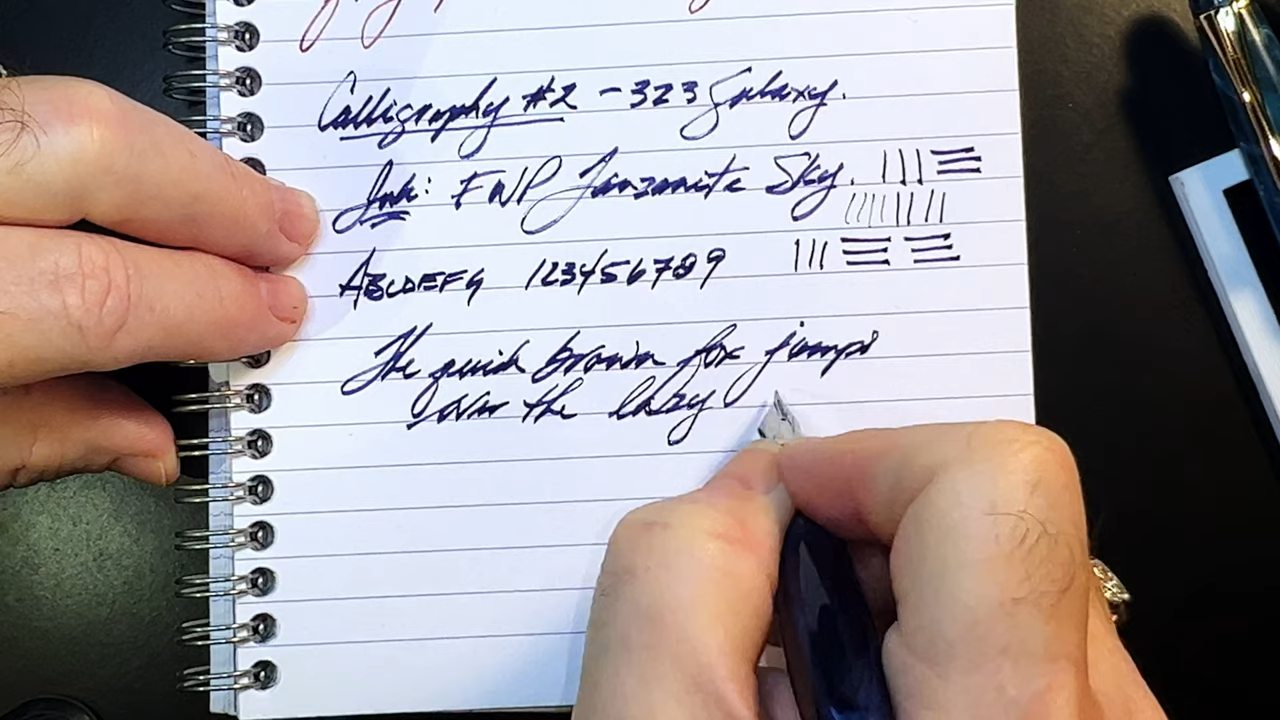 Calligraphy #2 - 323 Galaxy.
Ink: FWP Tanzanite Sky.
ABCDEFG 123456789
The quick brown fox jumps
over the lazy